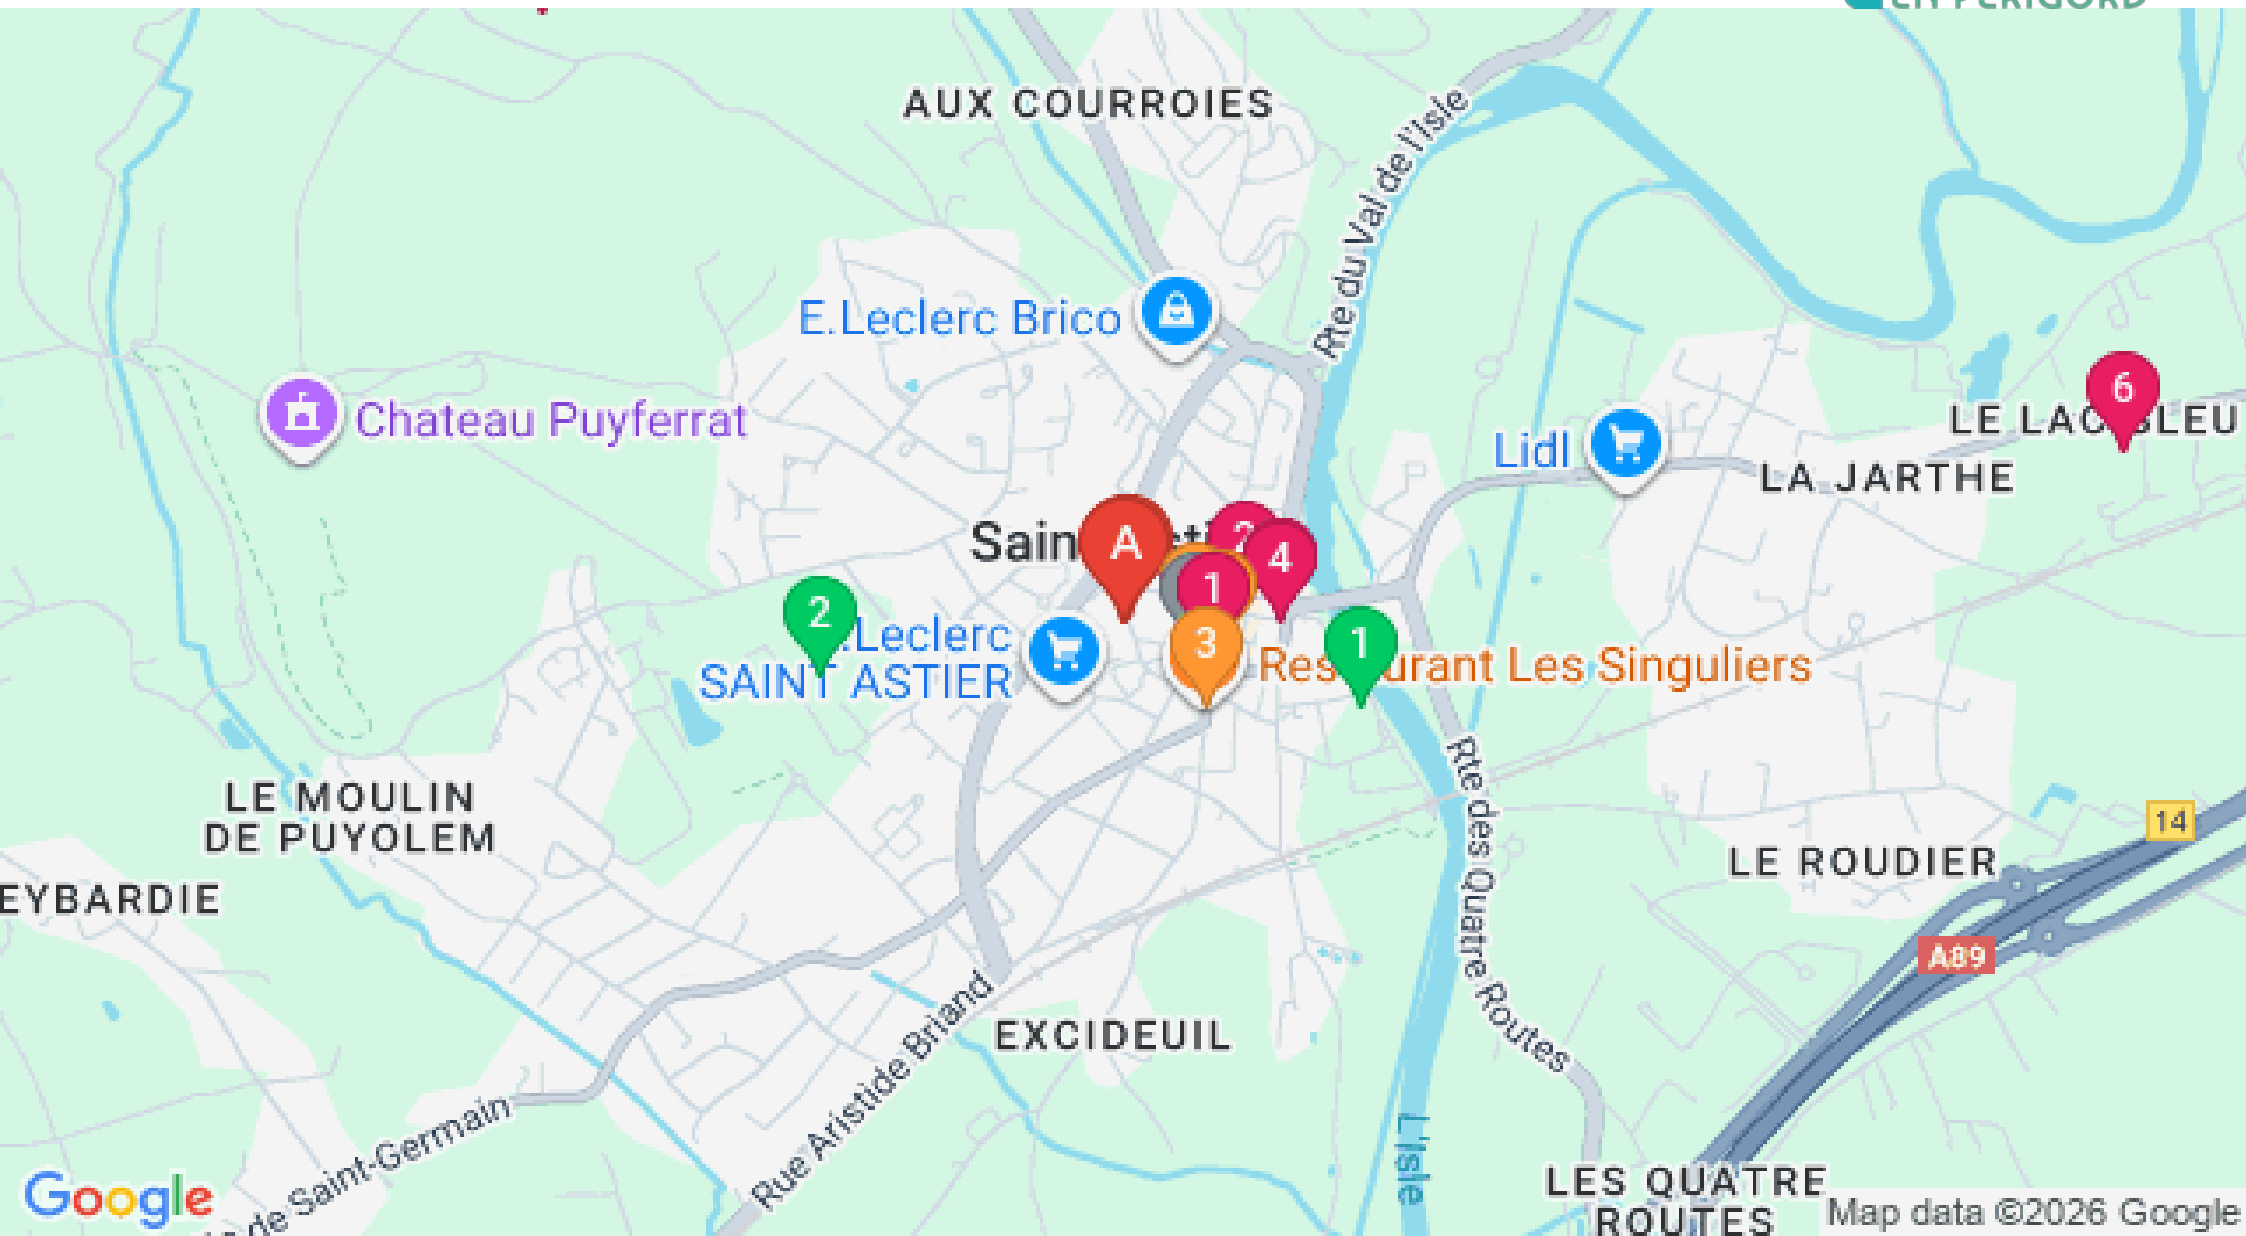 EN PÉRIGORD
AUX COURROIES
Rte du Val de l'Isle
E.Leclerc Brico
Chateau Puyferrat
6
LE LAC BLEU
Lidl
LA JARTHE
A
2
4
1
2
1
3
Leclerc
SAINT ASTIER
Restaurant Les Singuliers
LE MOULIN
DE PUYOLEM
Rte des Quatre Routes
14
LE ROUDIER
EYBARDIE
A89
EXCIDEUIL
Rue Aristide Briand
de Saint-Germain
L'Isle
LES QUATRE
ROUTES
Google
Map data ©2026 Google